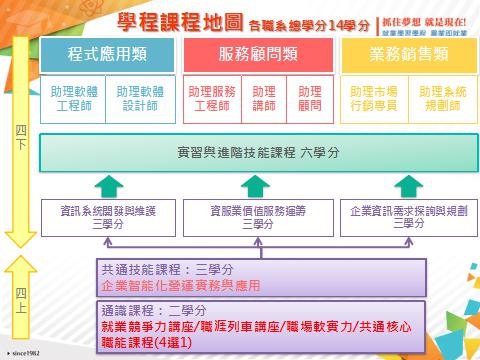 學程課程地圖 各職系總學分14學分
抓住夢想 就是現在!
就業學習學程 畢業即就業
程式應用類
服務顧問類
業務銷售類
助理軟體
工程師
助理軟體
設計師
助理服務
工程師
助理
講師
助理
顧問
助理市場
行銷專員
助理系統
規劃師
四下
實習與進階技能課程 六學分
資訊系統開發與維護
三學分
資服業價值服務運籌
三學分
企業資訊需求探詢與規劃
三學分
四上
共通技能課程：三學分
企業智能化營運實務與應用
通識課程：二學分
就業競爭力講座/職涯列車講座/職場軟實力/共通核心
職能課程(4選1)
since1982